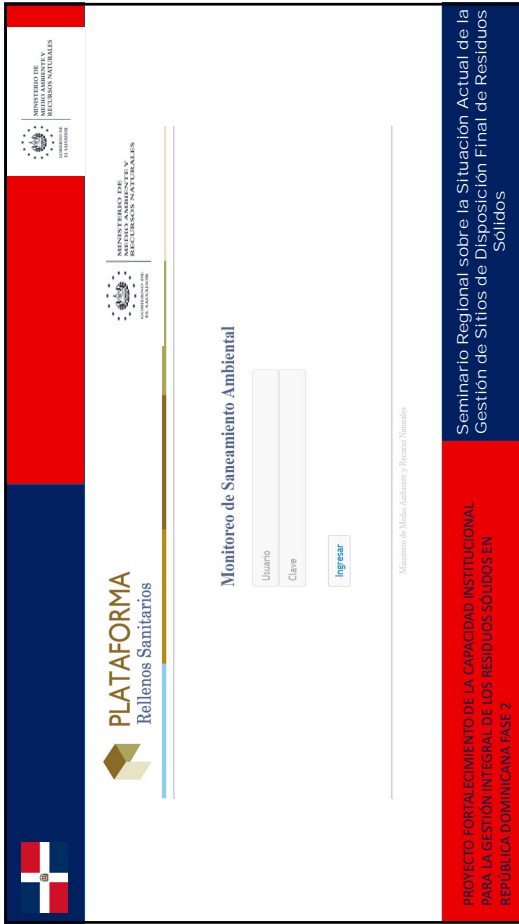 MINISTERIO DE
MEDIO AMBIENTE Y
RECURSOS NATURALES
GOBIERNO DE
EL SALVADOR
PLATAFORMA
Rellenos Sanitarios
MINISTERIO DE
MEDIO AMBIENTE Y
RECURSOS NATURALES
GOBIERNO DE
EL SALVADOR
Monitoreo de Saneamiento Ambiental
Usuario
Clave
Ingresar
Ministerio de Medio Ambiente y Recursos Naturales
PROYECTO FORTALECIMIENTO DE LA CAPACIDAD INSTITUCIONAL
PARA LA GESTIÓN INTEGRAL DE LOS RESIDUOS SÓLIDOS EN
REPÚBLICA DOMINICANA FASE 2
Seminario Regional sobre la Situación Actual de la
Gestión de Sitios de Disposición Final de Residuos
Sólidos